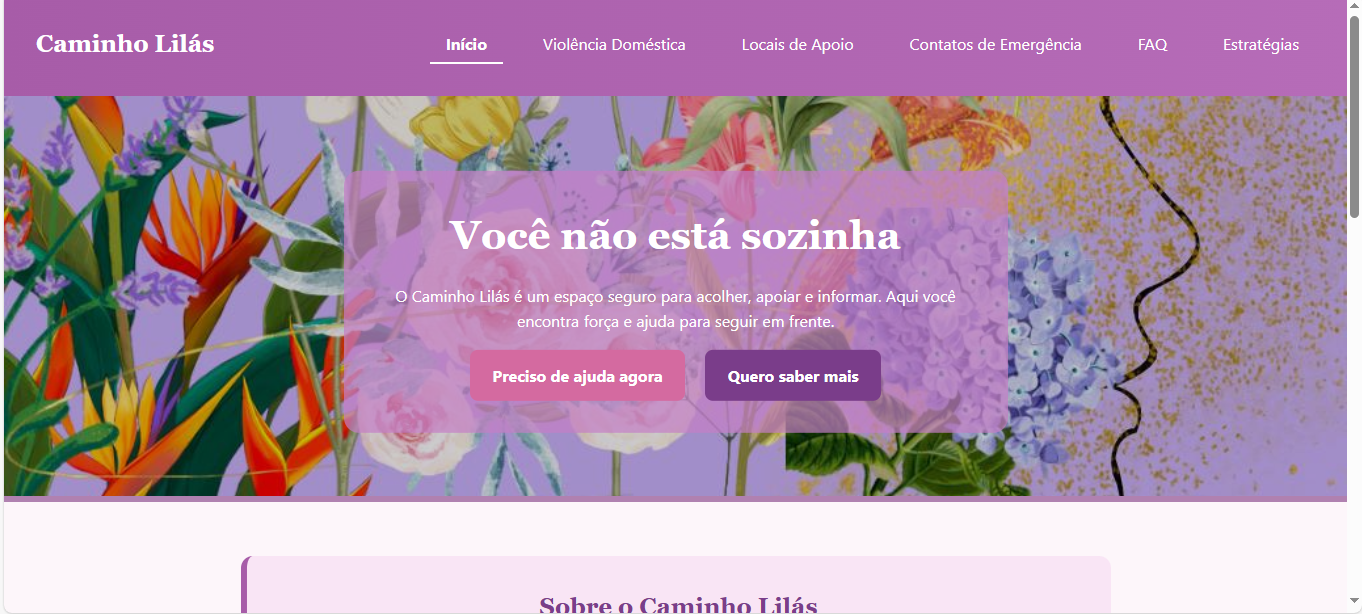 Caminho Lilás
Início
Violência Doméstica
Locais de Apoio
Contatos de Emergência
FAQ
Estratégias
Você não está sozinha
O Caminho Lilás é um espaço seguro para acolher, apoiar e informar. Aqui você
encontra força e ajuda para seguir em frente.
Preciso de ajuda agora
Quero saber mais
Sobre o Caminho Lilás